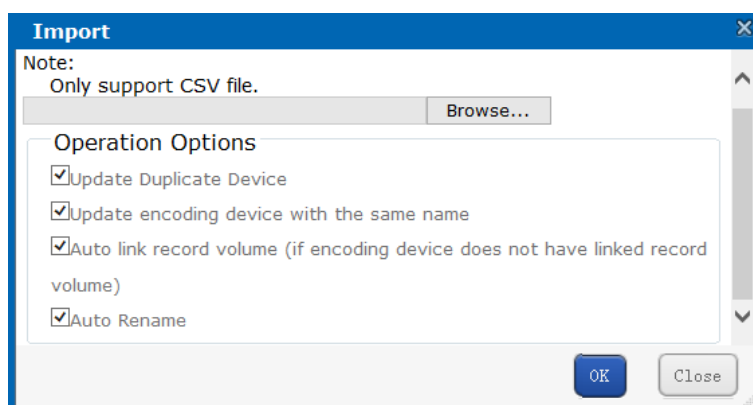 Import
Note:
Only support CSV file.
Browse...
Operation Options
Update Duplicate Device
Update encoding device with the same name
Auto link record volume (if encoding device does not have linked record
volume)
Auto Rename
OK
Close